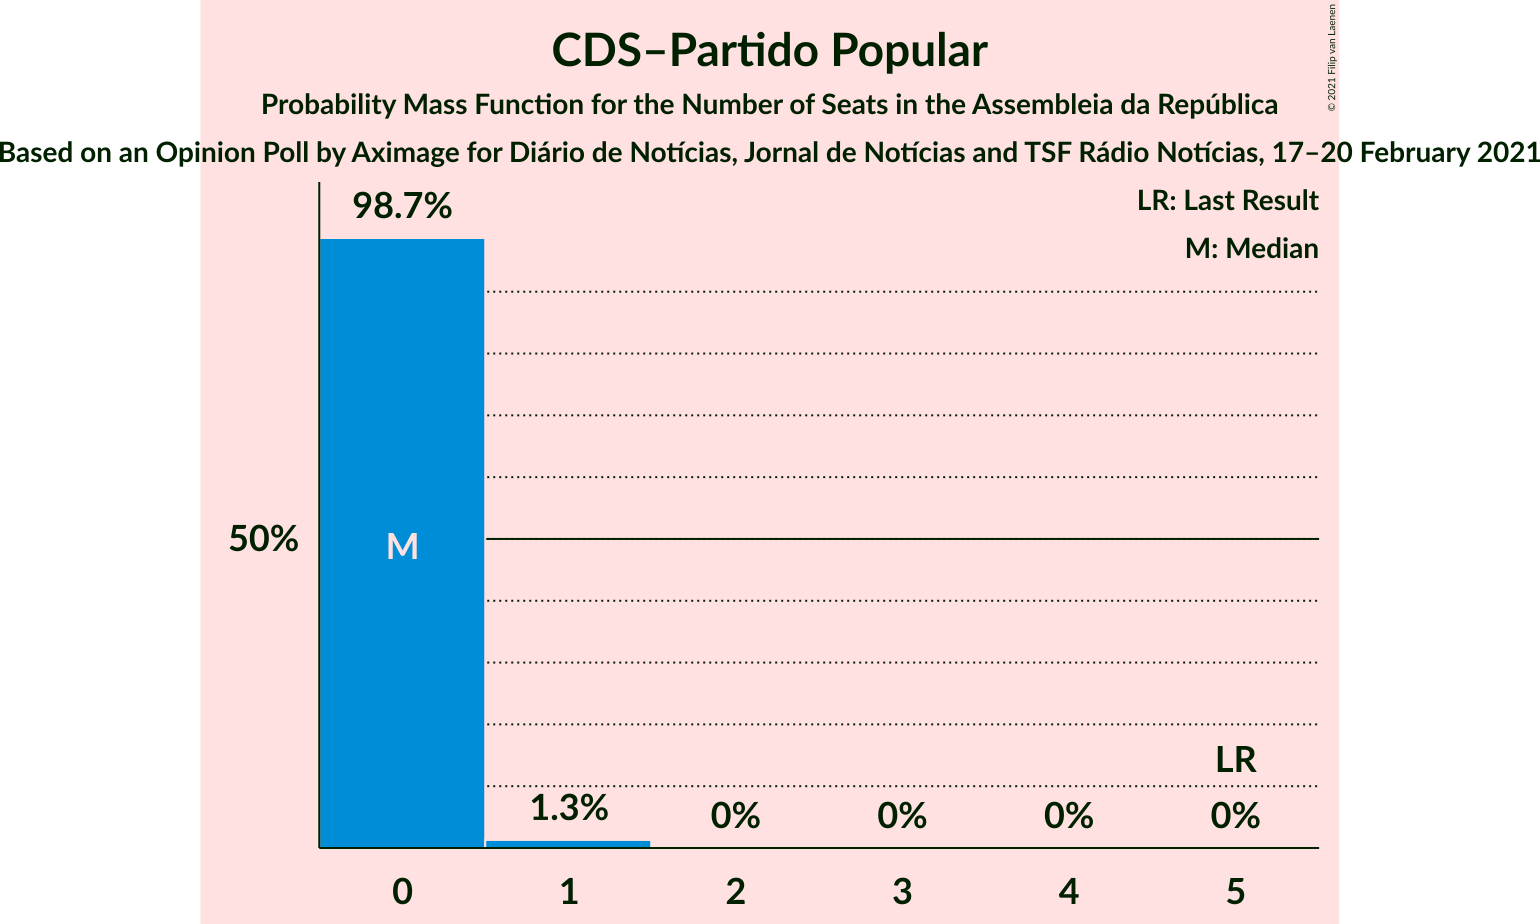 CDS–Partido Popular
Probability Mass Function for the Number of Seats in the Assembleia da República
Based on an Opinion Poll by Aximage for Diário de Notícias, Jornal de Notícias and TSF Rádio Notícias, 17–20 February 2021
© 2021 Filip van Laenen
98.7%
LR: Last Result
M: Median
50%
M
LR
1.3%
0%
0%
0%
0%
0
1
2
3
4
5